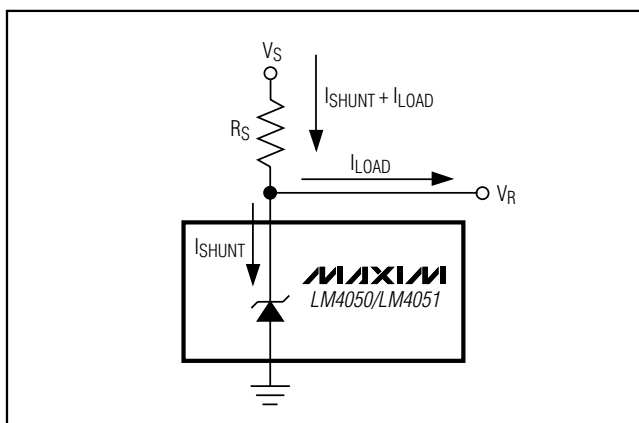 VS
ISHUNT + ILOAD
RS
ILOAD
VR
ISHUNT
MAXIM
LM4050/LM4051